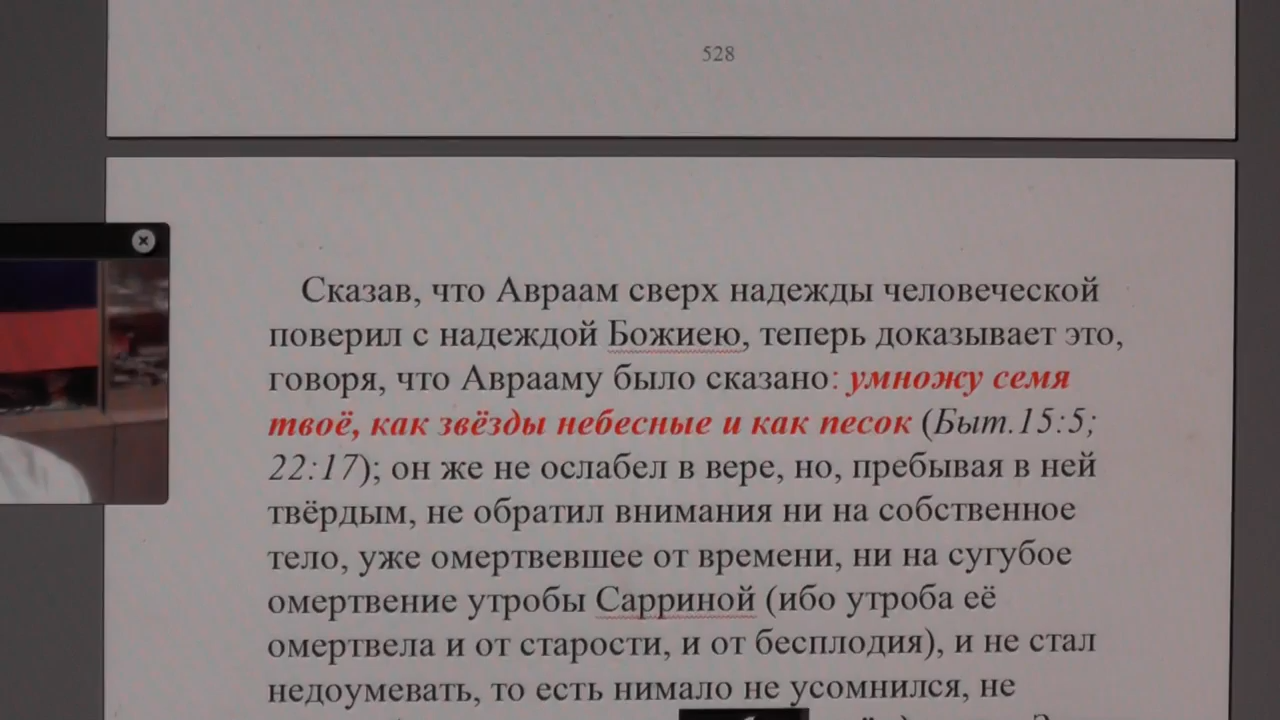 528
Сказав, что Авраам сверх надежды человеческой
поверил с надеждой Божиею, теперь доказывает это,
говоря, что Аврааму было сказано: умножу семя
твоё, как звёзды небесные и как песок (Быт.15:5;
22:17); он же не ослабел в вере, но, пребывая в ней
твёрдым, не обратил внимания ни на собственное
тело, уже омертвевшее от времени, ни на сугубое
омертвение утробы Сарриной (ибо утроба её
омертвела и от старости, и от бесплодия), и не стал
недоумевать, то есть нимало не усомнился, не